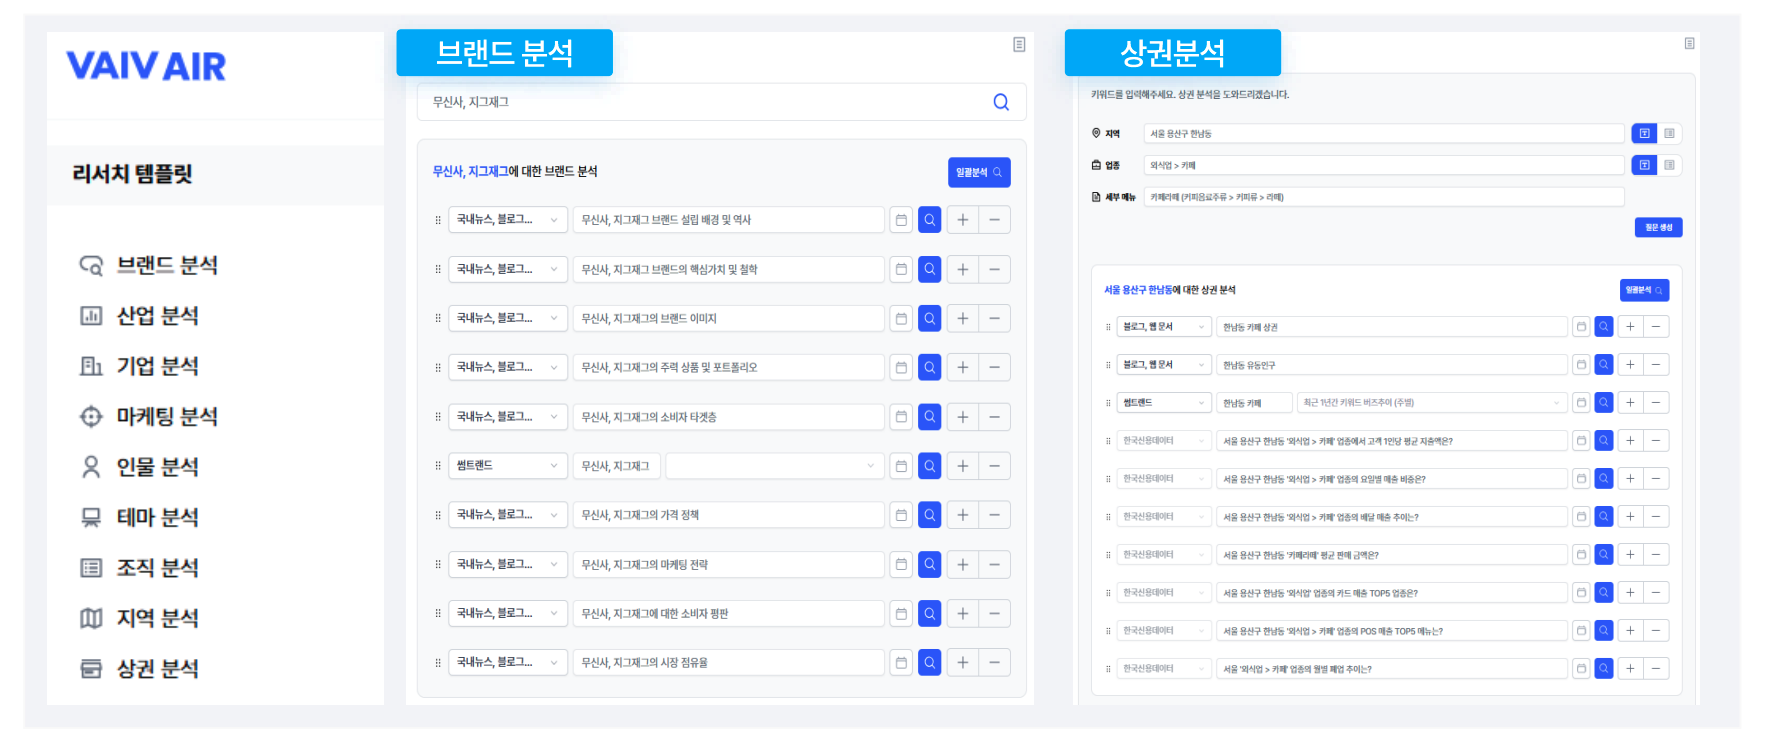 VAIV AIR
리서치 템플릿
브랜드 분석
산업 분석
기업 분석
마케팅 분석
인물 분석
테마 분석
조직 분석
지역 분석
상권 분석
브랜드 분석
무신사, 지그재그
무신사, 지그재그에 대한 브랜드 분석
일괄분석
국내뉴스, 블로그... 무신사, 지그재그 브랜드 설립 배경 및 역사
국내뉴스, 블로그... 무신사, 지그재그 브랜드의 핵심가치 및 철학
국내뉴스, 블로그... 무신사, 지그재그의 브랜드 이미지
국내뉴스, 블로그... 무신사, 지그재그의 주력 상품 및 포트폴리오
국내뉴스, 블로그... 무신사, 지그재그의 소비자 타겟층
썸트렌드 무신사, 지그재그
국내뉴스, 블로그... 무신사, 지그재그의 가격 정책
국내뉴스, 블로그... 무신사, 지그재그의 마케팅 전략
국내뉴스, 블로그... 무신사, 지그재그에 대한 소비자 평판
국내뉴스, 블로그... 무신사, 지그재그의 시장 점유율
상권분석
키워드를 입력해주세요. 상권 분석을 도와드리겠습니다.
지역 서울 용산구 한남동
업종 외식업 > 카페
세부 메뉴 카페라떼 (커피음료주류 > 커피류 > 라떼)
질문 생성
서울 용산구 한남동에 대한 상권 분석
일괄분석
블로그, 웹 문서 한남동 카페 상권
블로그, 웹 문서 한남동 유동인구
썸트렌드 한남동 카페 최근 1년간 키워드 버즈추이 (주별)
한국신용데이터 서울 용산구 한남동 '외식업 > 카페' 업종에서 고객 1인당 평균 지출액은?
한국신용데이터 서울 용산구 한남동 '외식업 > 카페' 업종의 요일별 매출 비중은?
한국신용데이터 서울 용산구 한남동 '외식업 > 카페' 업종의 배달 매출 추이는?
한국신용데이터 서울 용산구 한남동 '카페라떼' 평균 판매 금액은?
한국신용데이터 서울 용산구 한남동 '외식업' 업종의 카드 매출 TOP5 업종은?
한국신용데이터 서울 용산구 한남동 '외식업 > 카페' 업종의 POS 매출 TOP5 메뉴는?
한국신용데이터 서울 '외식업 > 카페' 업종의 월별 폐업 추이는?